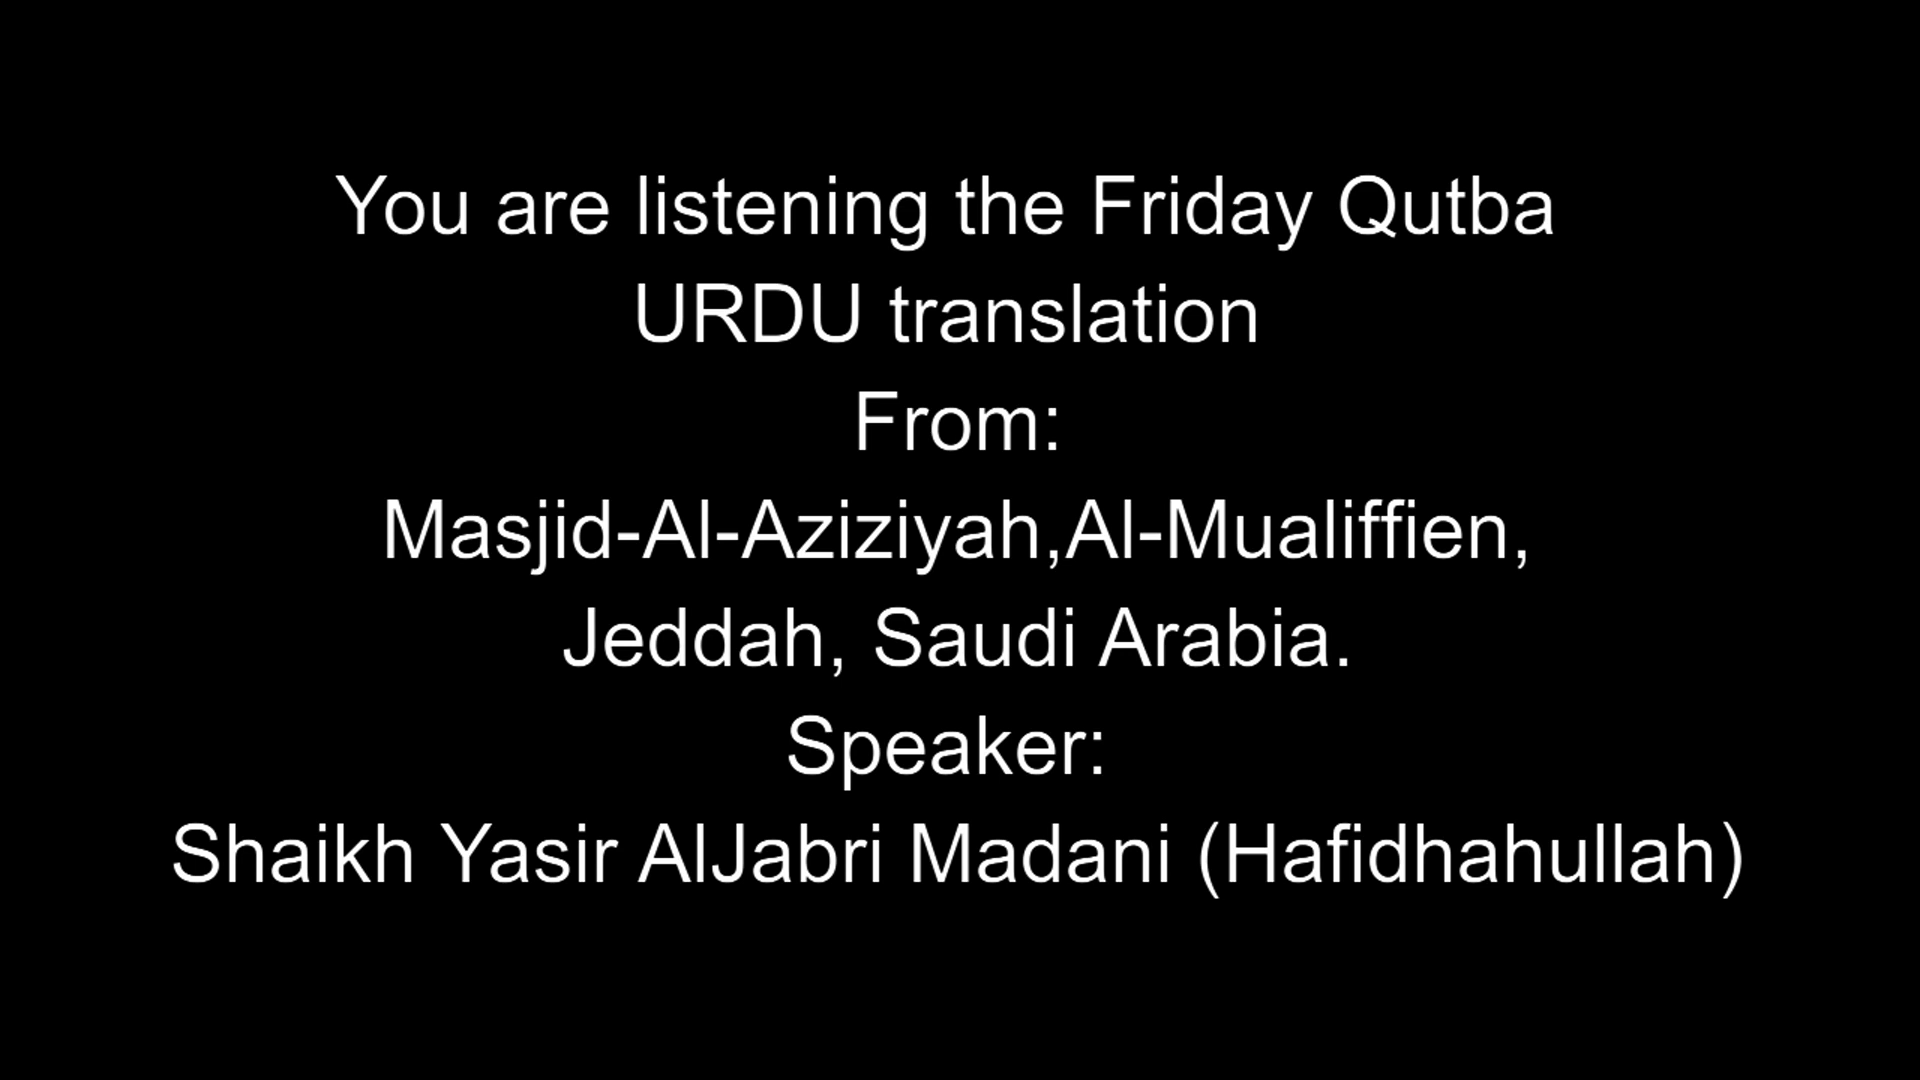 You are listening the Friday Qutba
URDU translation
From:
Masjid-Al-Aziziyah,Al-Mualiffien,
Jeddah, Saudi Arabia.
Speaker:
Shaikh Yasir AlJabri Madani (Hafidhahullah)